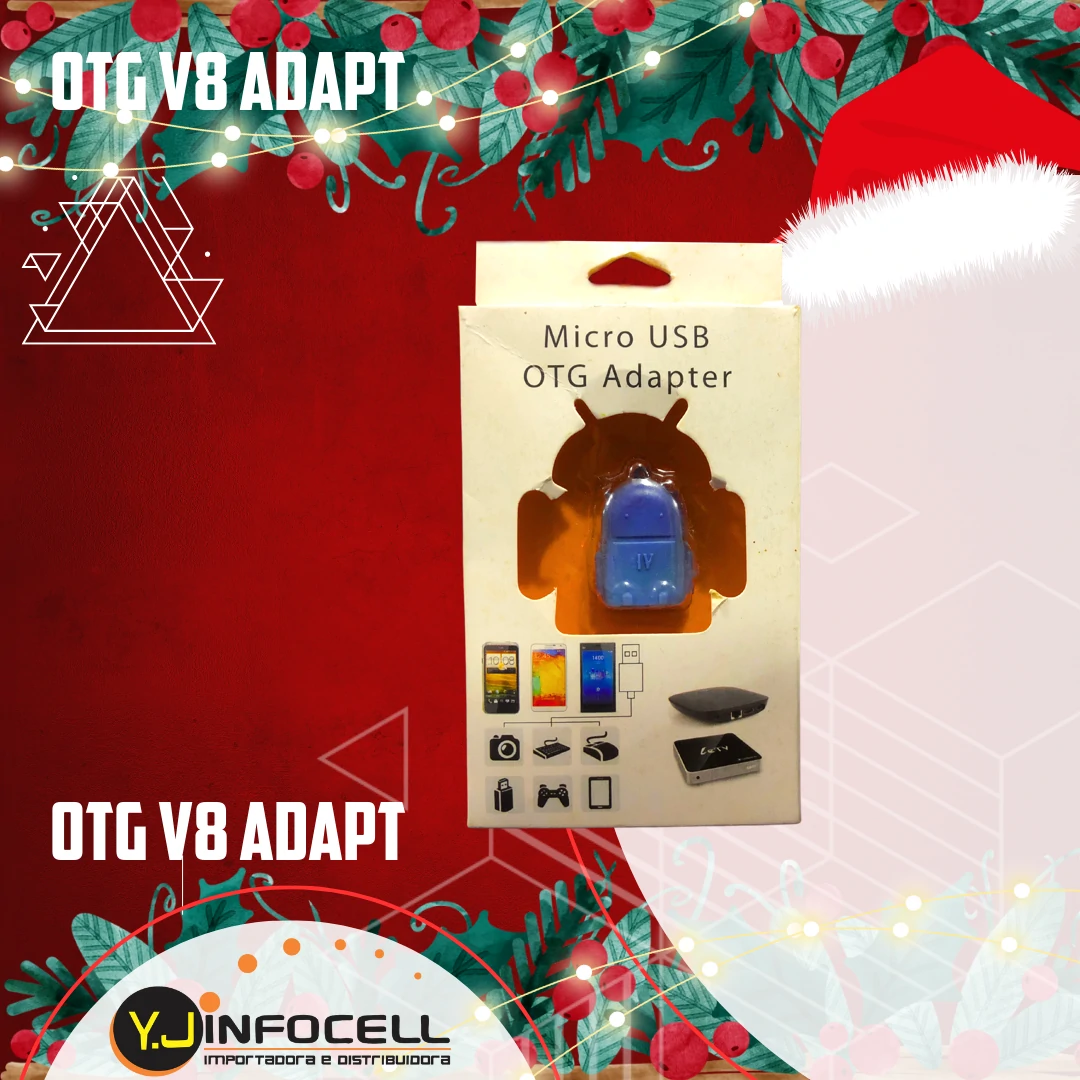 OTG V8 ADAPT
Micro USB
OTG Adapter
OTG V8 ADAPT
Y.J INFOCELL
IMPORTADORA E DISTRIBUIDORA